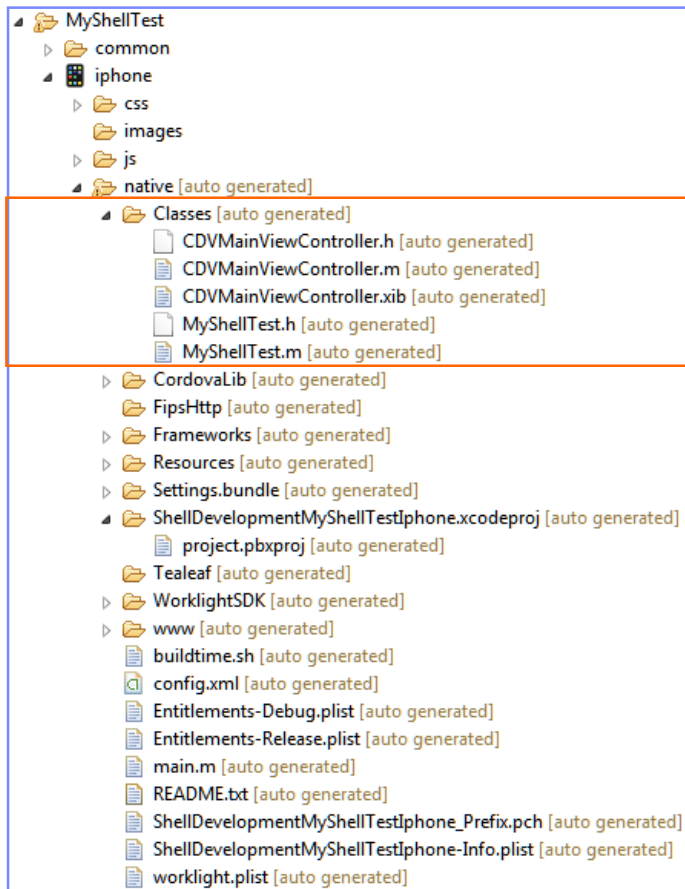 MyShellTest
common
iphone
css
images
js
native [auto generated]
Classes [auto generated]
CDVMainViewController.h [auto generated]
CDVMainViewController.m [auto generated]
CDVMainViewController.xib [auto generated]
MyShellTest.h [auto generated]
MyShellTest.m [auto generated]
CordovaLib [auto generated]
FipsHttp [auto generated]
Frameworks [auto generated]
Resources [auto generated]
Settings.bundle [auto generated]
ShellDevelopmentMyShellTestIphone.xcodeproj [auto generated]
project.pbxproj [auto generated]
Tealeaf [auto generated]
WorklightSDK [auto generated]
www [auto generated]
buildtime.sh [auto generated]
config.xml [auto generated]
Entitlements-Debug.plist [auto generated]
Entitlements-Release.plist [auto generated]
main.m [auto generated]
README.txt [auto generated]
ShellDevelopmentMyShellTestIphone_Prefix.pch [auto generated]
ShellDevelopmentMyShellTestIphone-Info.plist [auto generated]
worklight.plist [auto generated]